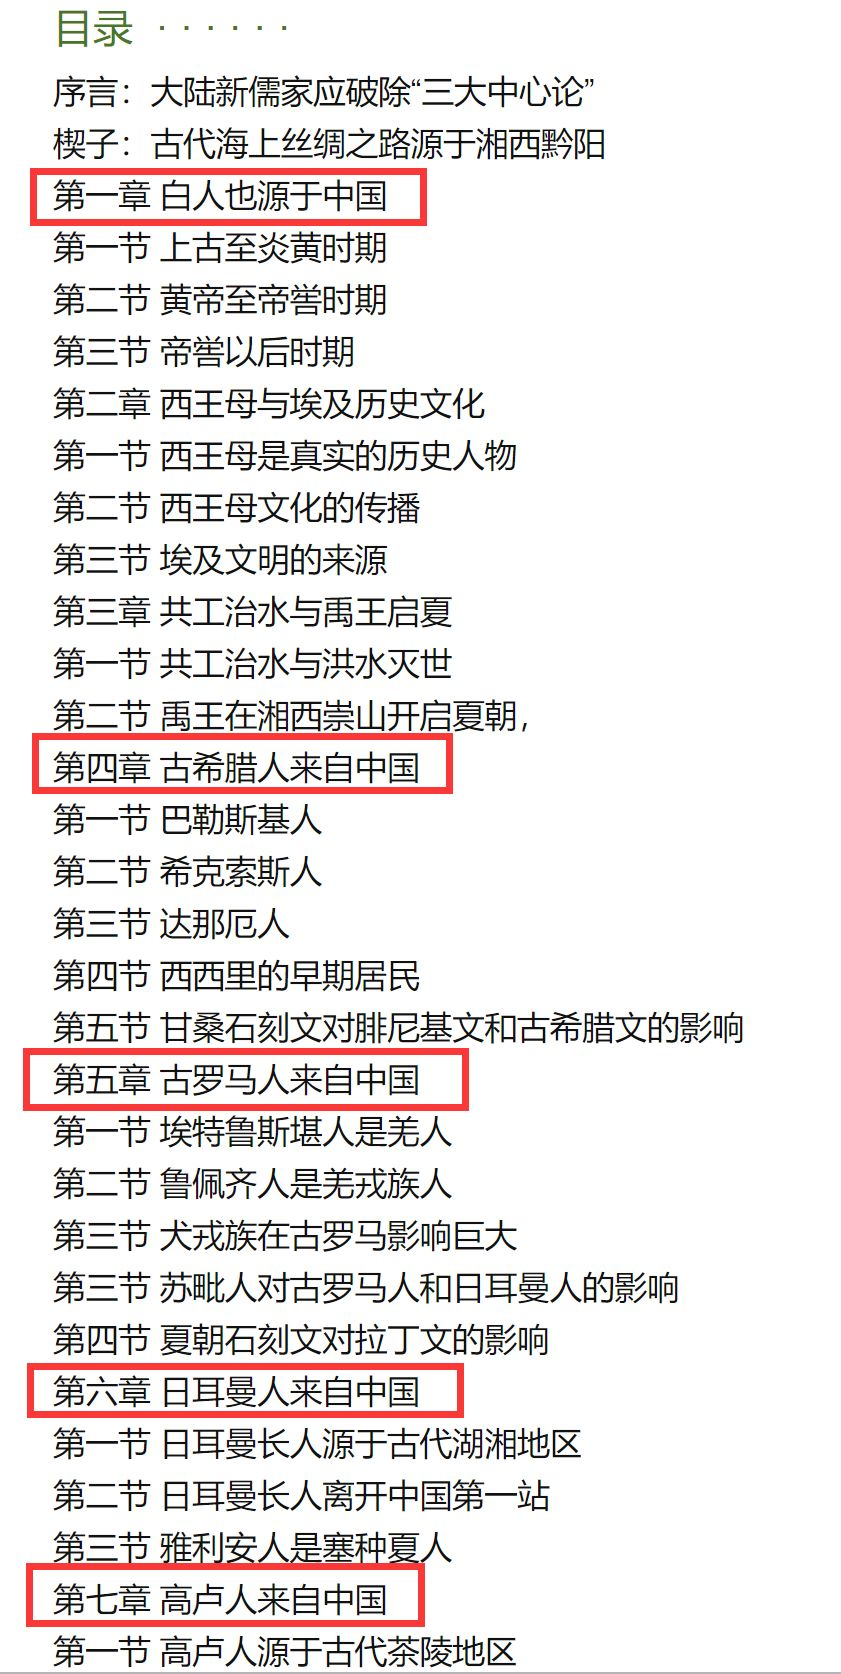 目录 · · · · · ·
序言：大陆新儒家应破除“三大中心论”
楔子：古代海上丝绸之路源于湘西黔阳
第一章 白人也源于中国
第一节 上古至炎黄时期
第二节 黄帝至帝喾时期
第三节 帝喾以后时期
第二章 西王母与埃及历史文化
第一节 西王母是真实的历史人物
第二节 西王母文化的传播
第三节 埃及文明的来源
第三章 共工治水与禹王启夏
第一节 共工治水与洪水灭世
第二节 禹王在湘西崇山开启夏朝，
第四章 古希腊人来自中国
第一节 巴勒斯基人
第二节 希克索斯人
第三节 达那厄人
第四节 西西里的早期居民
第五节 甘桑石刻文对腓尼基文和古希腊文的影响
第五章 古罗马人来自中国
第一节 埃特鲁斯堪人是羌人
第二节 鲁佩齐人是羌戎族人
第三节 犬戎族在古罗马影响巨大
第三节 苏毗人对古罗马人和日耳曼人的影响
第四节 夏朝石刻文对拉丁文的影响
第六章 日耳曼人来自中国
第一节 日耳曼长人源于古代湖湘地区
第二节 日耳曼长人离开中国第一站
第三节 雅利安人是塞种夏人
第七章 高卢人来自中国
第一节 高卢人源于古代茶陵地区